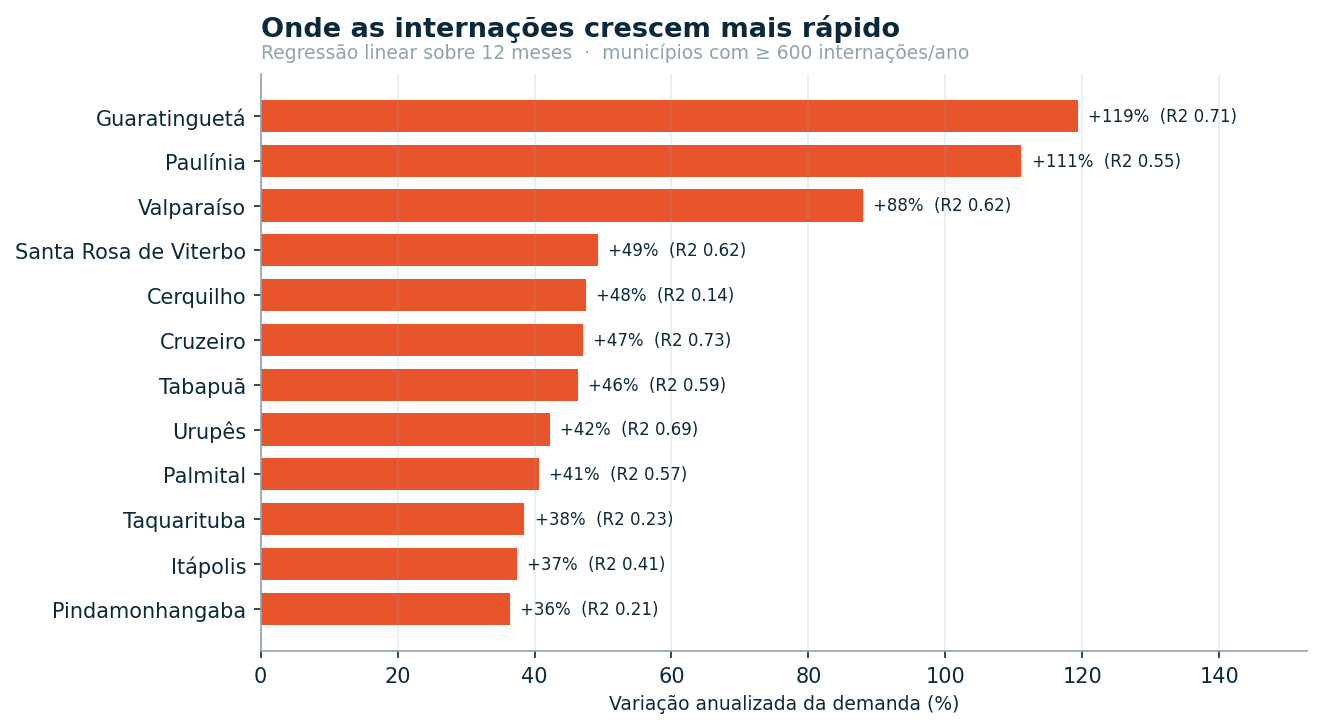 Onde as internações crescem mais rápido
Regressão linear sobre 12 meses · municípios com ≥ 600 internações/ano
Guaratinguetá +119% (R2 0.71)
Paulínia +111% (R2 0.55)
Valparaíso +88% (R2 0.62)
Santa Rosa de Viterbo +49% (R2 0.62)
Cerquilho +48% (R2 0.14)
Cruzeiro +47% (R2 0.73)
Tabapuã +46% (R2 0.59)
Urupês +42% (R2 0.69)
Palmital +41% (R2 0.57)
Taquarituba +38% (R2 0.23)
Itápolis +37% (R2 0.41)
Pindamonhangaba +36% (R2 0.21)
0 20 40 60 80 100 120 140
Variação anualizada da demanda (%)